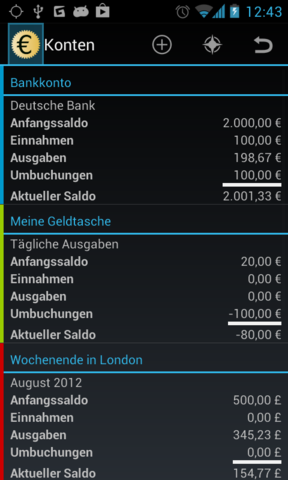 12:43
€ Konten
Bankkonto
Deutsche Bank
Anfangssaldo 2.000,00 €
Einnahmen 100,00 €
Ausgaben 198,67 €
Umbuchungen 100,00 €
Aktueller Saldo 2.001,33 €
Meine Geldtasche
Tägliche Ausgaben
Anfangssaldo 20,00 €
Einnahmen 0,00 €
Ausgaben 0,00 €
Umbuchungen -100,00 €
Aktueller Saldo -80,00 €
Wochenende in London
August 2012
Anfangssaldo 500,00 £
Einnahmen 0,00 £
Ausgaben 345,23 £
Umbuchungen 0,00 £
Aktueller Saldo 154,77 £